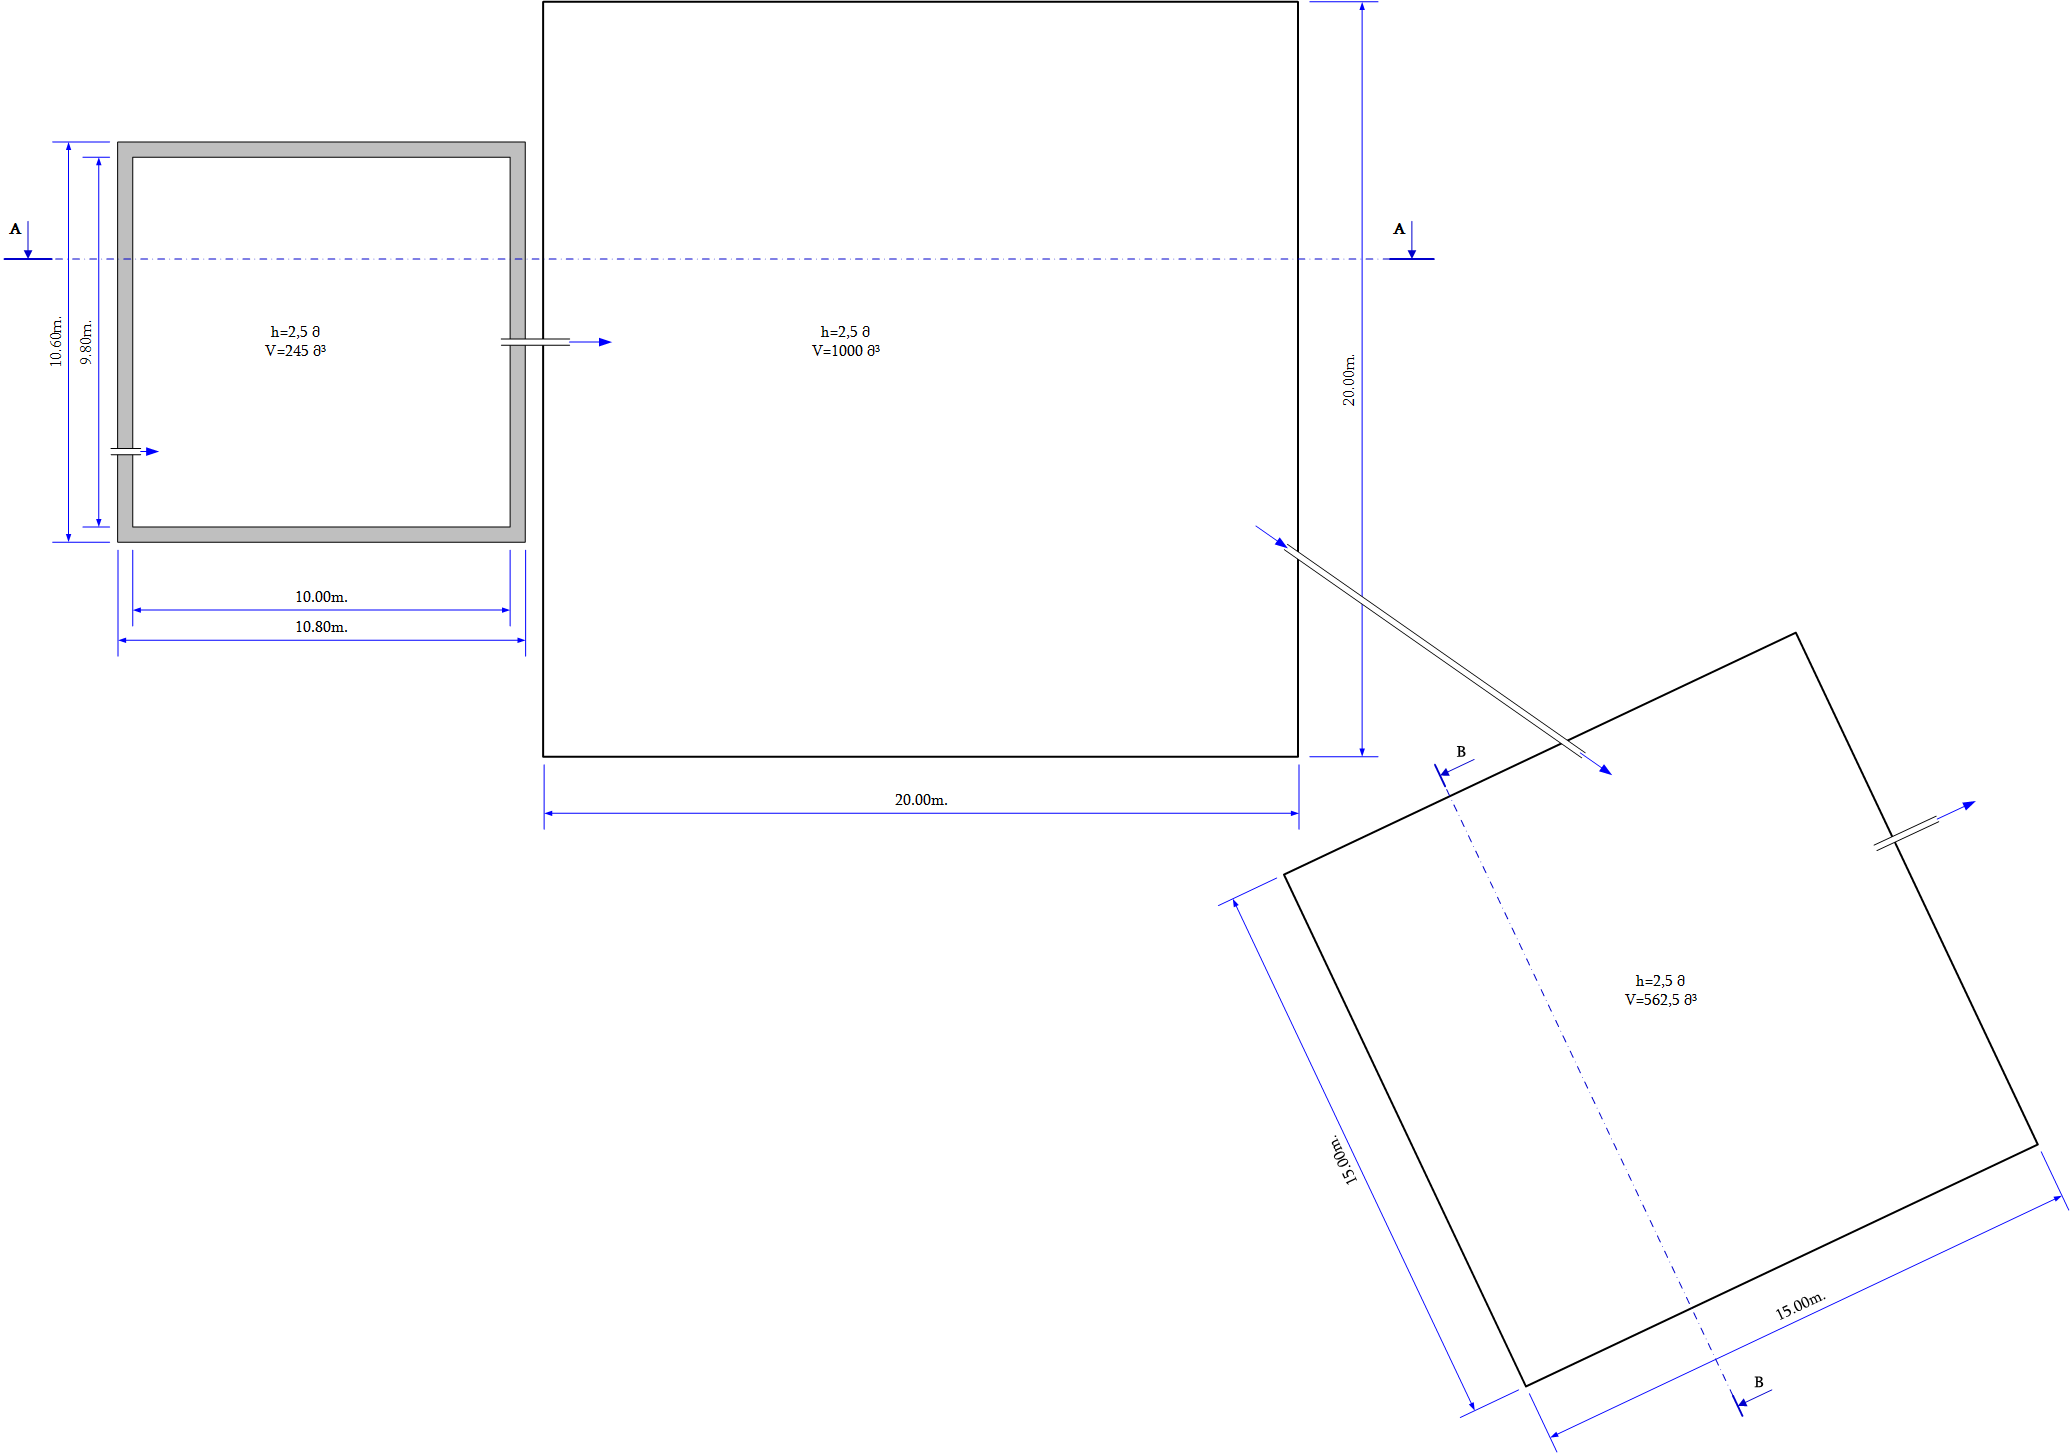 A
A
10.60m.
9.80m.
h=2,5 მ
V=245 მ³
h=2,5 მ
V=1000 მ³
20.00m.
10.00m.
10.80m.
20.00m.
B
h=2,5 მ
V=562,5 მ³
15.00m.
15.00m.
B